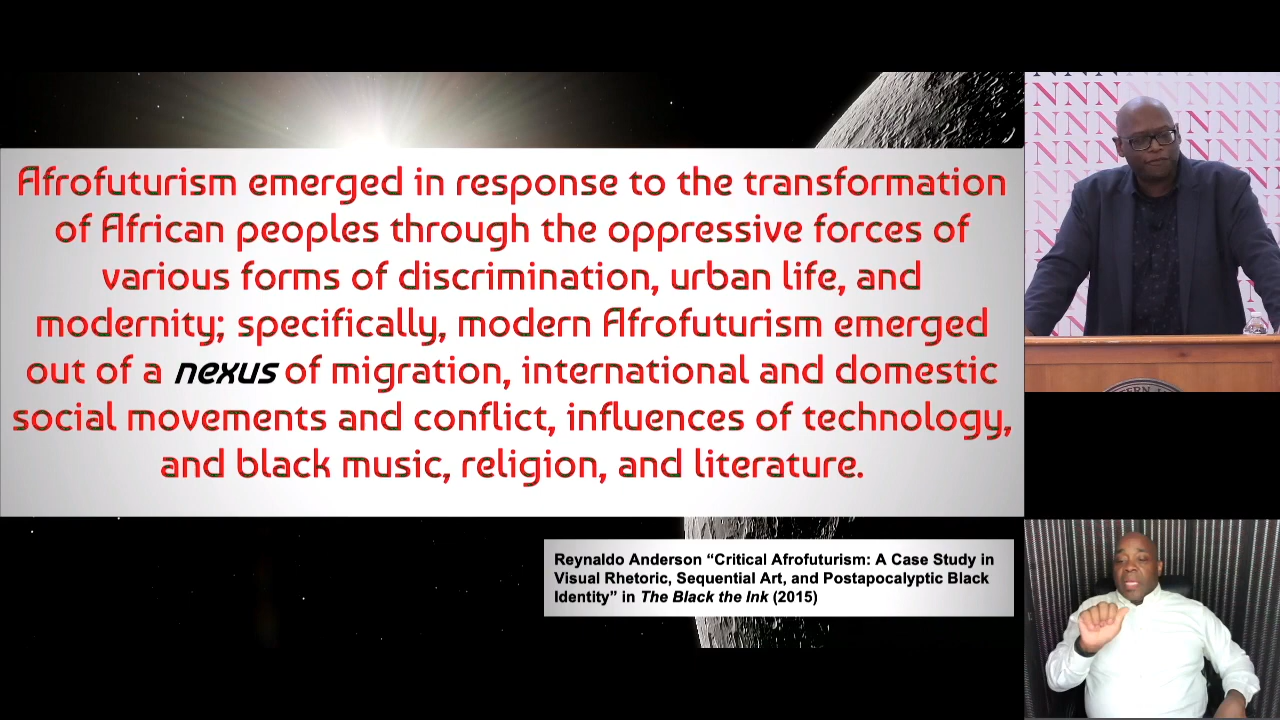 Afrofuturism emerged in response to the transformation
of African peoples through the oppressive forces of
various forms of discrimination, urban life, and
modernity; specifically, modern Afrofuturism emerged
out of a nexus of migration, international and domestic
social movements and conflict, influences of technology,
and black music, religion, and literature.
Reynaldo Anderson “Critical Afrofuturism: A Case Study in
Visual Rhetoric, Sequential Art, and Postapocalyptic Black
Identity” in The Black the Ink (2015)